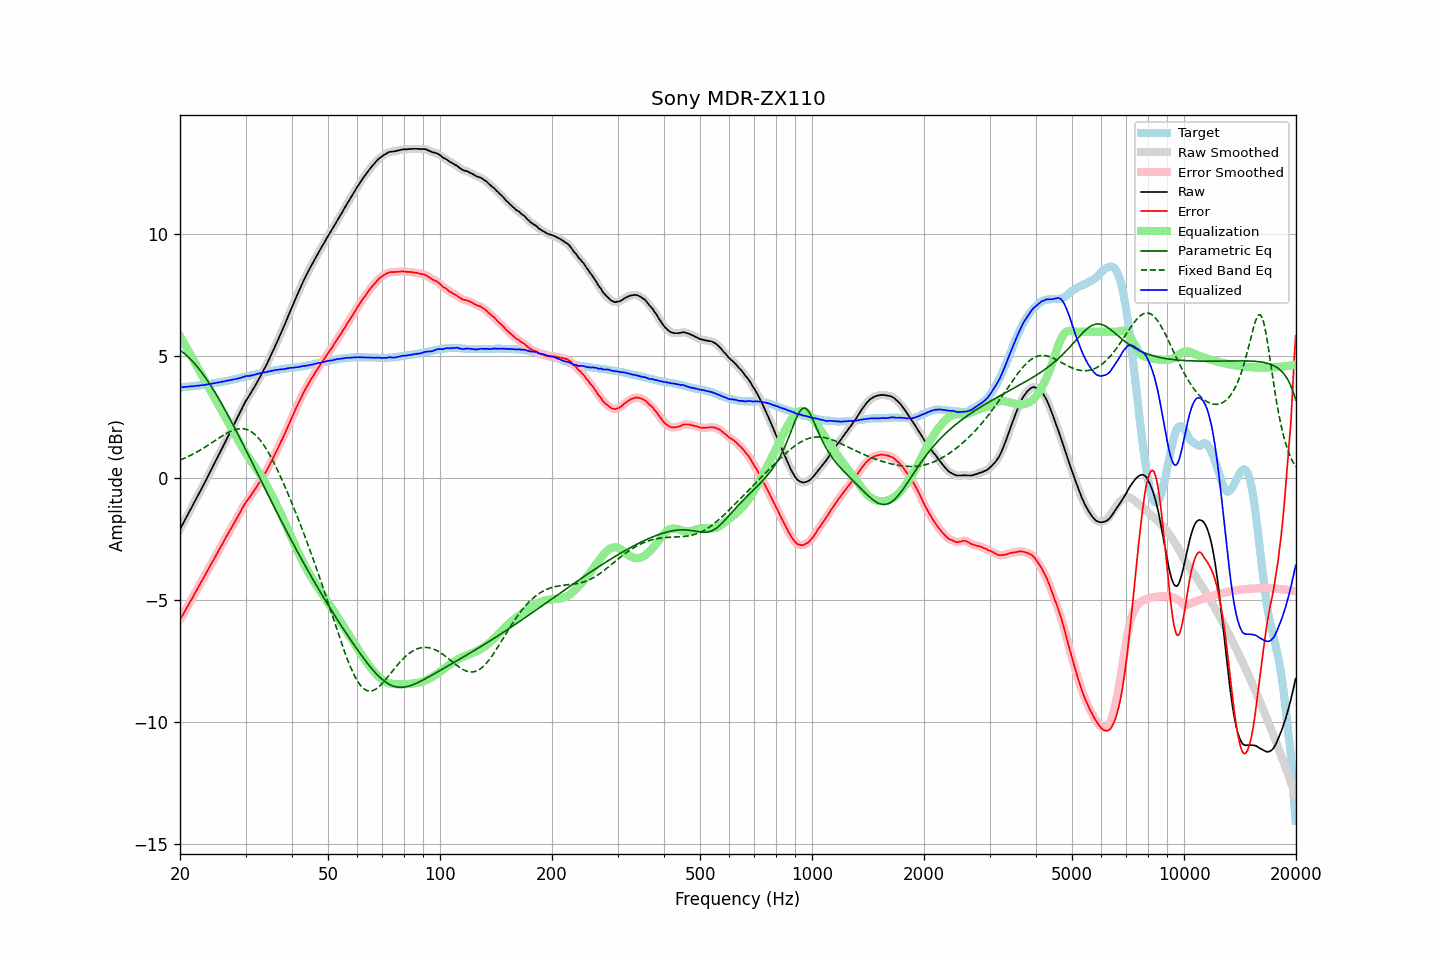 Sony MDR-ZX110
Target
Raw Smoothed
Error Smoothed
Raw
Error
Equalization
Parametric Eq
Fixed Band Eq
Equalized
10
5
0
−5
−10
−15
Amplitude (dBr)
20 50 100 200 500 1000 2000 5000 10000 20000
Frequency (Hz)